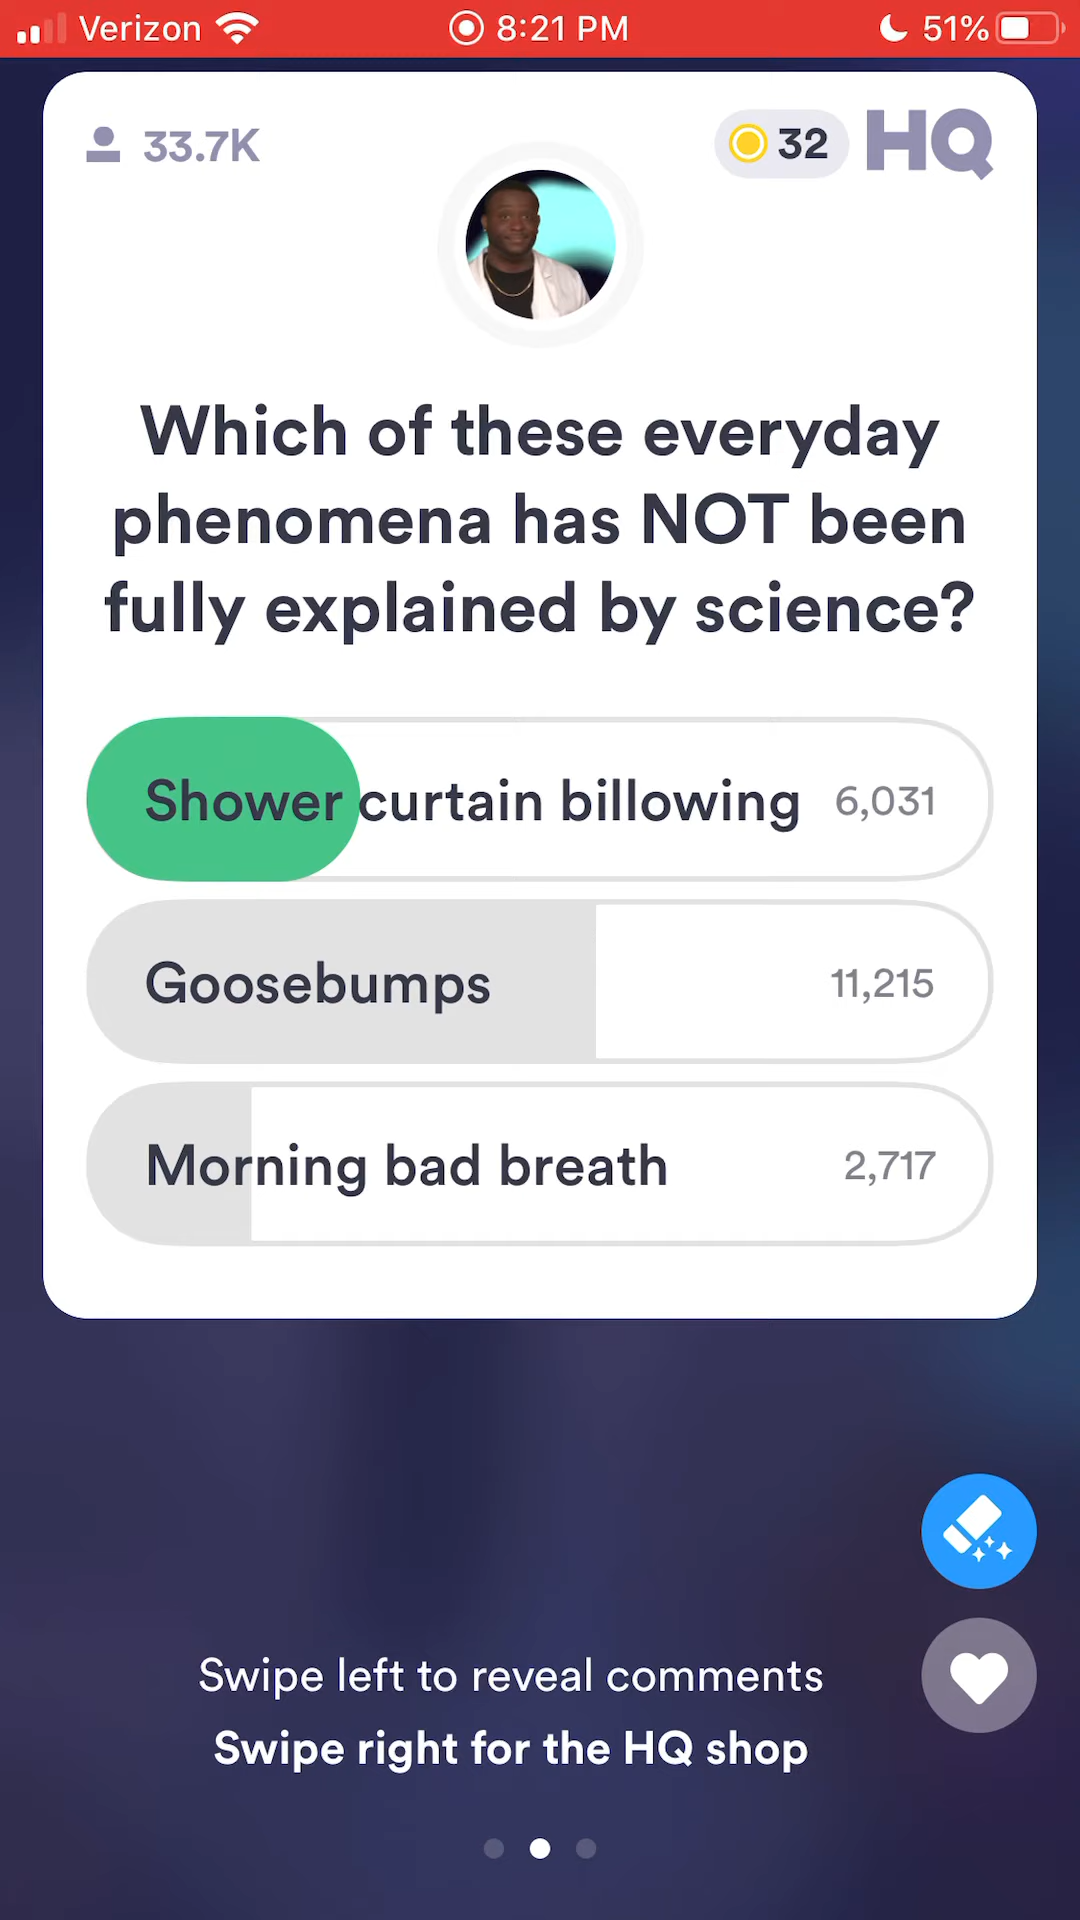 Verizon 8:21 PM 51%
33.7K 32 HQ
Which of these everyday
phenomena has NOT been
fully explained by science?
Shower curtain billowing 6,031
Goosebumps 11,215
Morning bad breath 2,717
Swipe left to reveal comments
Swipe right for the HQ shop